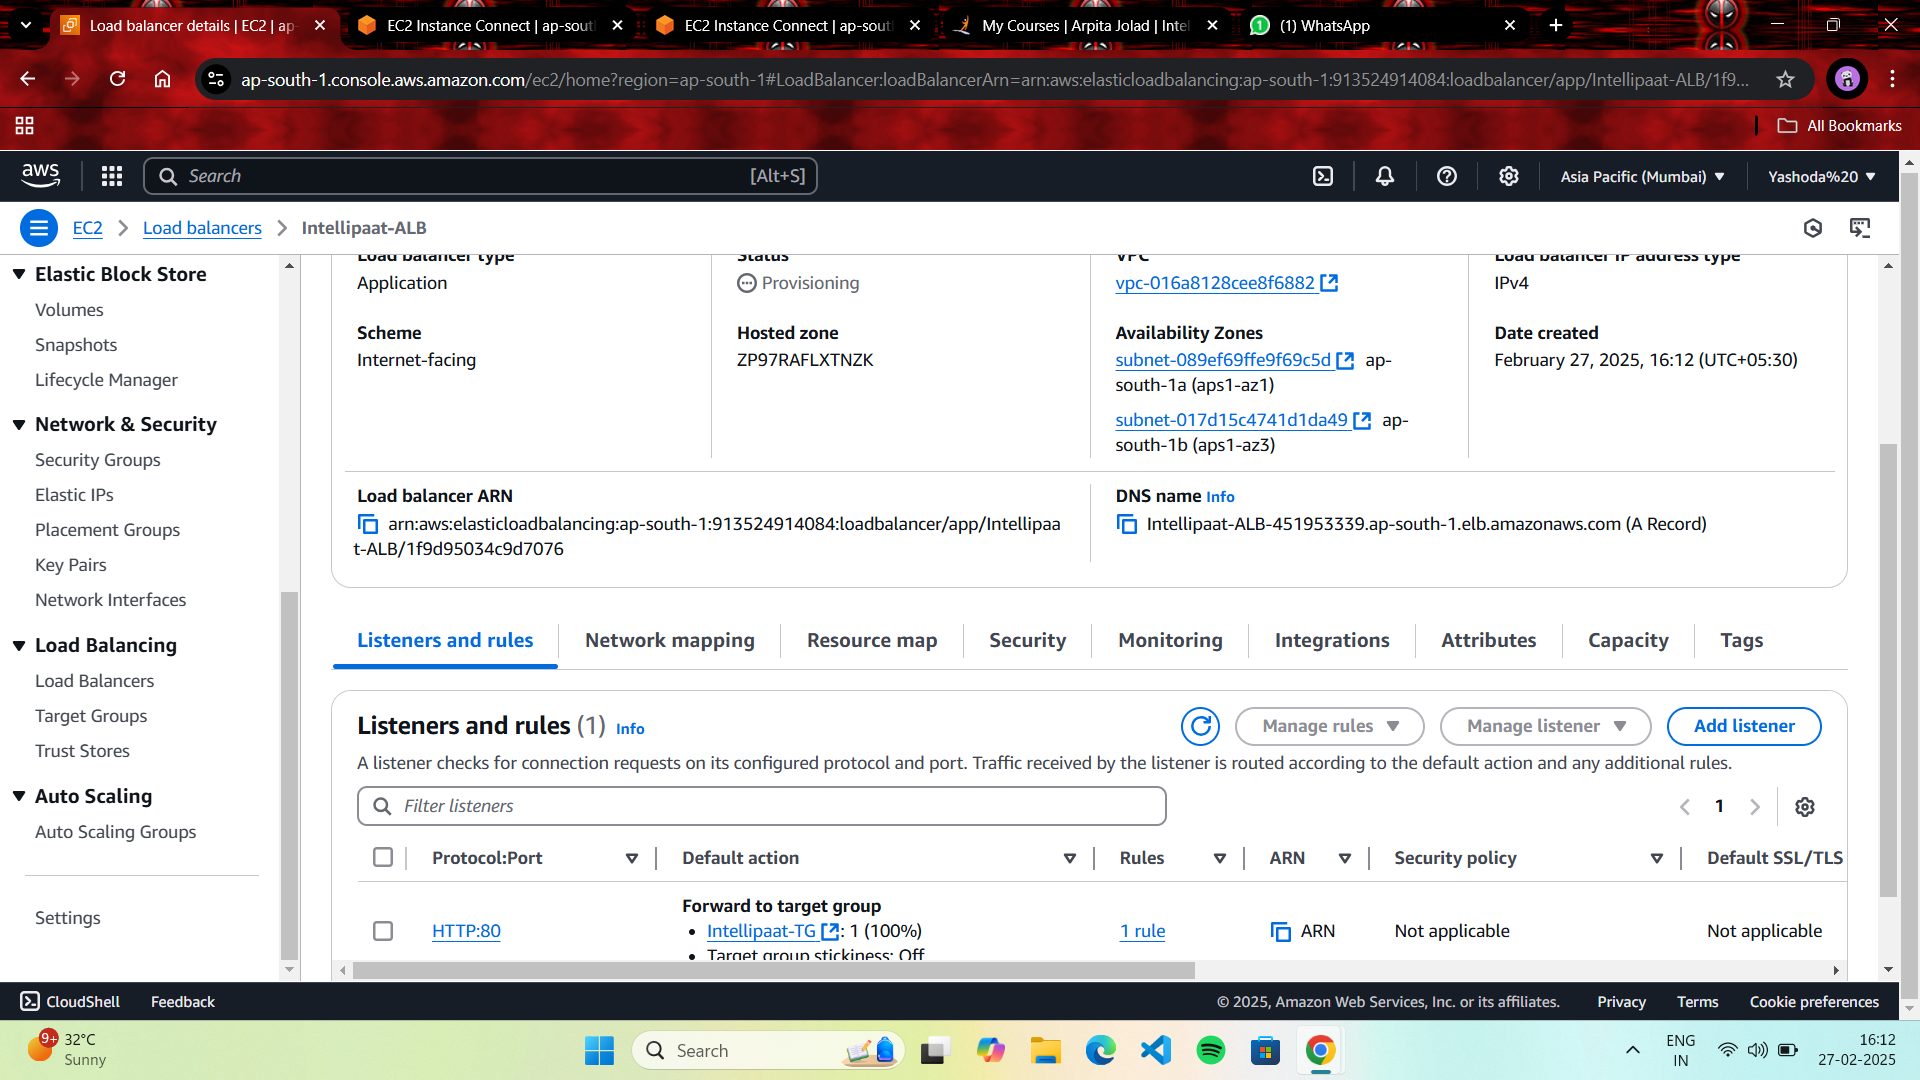 Load balancer details | EC2 | ap-
EC2 Instance Connect | ap-sout
EC2 Instance Connect | ap-sout
My Courses | Arpita Jolad | Intel
(1) WhatsApp
ap-south-1.console.aws.amazon.com/ec2/home?region=ap-south-1#LoadBalancer:loadBalancerArn=arn:aws:elasticloadbalancing:ap-south-1:913524914084:loadbalancer/app/Intellipaat-ALB/1f9...
All Bookmarks
aws
Search
[Alt+S]
Asia Pacific (Mumbai)
Yashoda%20
EC2
Load balancers
Intellipaat-ALB
Elastic Block Store
Volumes
Snapshots
Lifecycle Manager
Network & Security
Security Groups
Elastic IPs
Placement Groups
Key Pairs
Network Interfaces
Load Balancing
Load Balancers
Target Groups
Trust Stores
Auto Scaling
Auto Scaling Groups
Settings
Load balancer type
Application
Status
Provisioning
VPC
vpc-016a8128cee8f6882
Load balancer IP address type
IPv4
Scheme
Internet-facing
Hosted zone
ZP97RAFLXTNZK
Availability Zones
subnet-089ef69ffe9f69c5d ap-
south-1a (aps1-az1)
subnet-017d15c4741d1da49 ap-
south-1b (aps1-az3)
Date created
February 27, 2025, 16:12 (UTC+05:30)
Load balancer ARN
arn:aws:elasticloadbalancing:ap-south-1:913524914084:loadbalancer/app/Intellipaa
t-ALB/1f9d95034c9d7076
DNS name Info
Intellipaat-ALB-451953339.ap-south-1.elb.amazonaws.com (A Record)
Listeners and rules
Network mapping
Resource map
Security
Monitoring
Integrations
Attributes
Capacity
Tags
Listeners and rules (1) Info
Manage rules
Manage listener
Add listener
A listener checks for connection requests on its configured protocol and port. Traffic received by the listener is routed according to the default action and any additional rules.
Filter listeners
1
Protocol:Port
Default action
Rules
ARN
Security policy
Default SSL/TLS
HTTP:80
Forward to target group
• Intellipaat-TG : 1 (100%)
• Target group stickiness: Off
1 rule
ARN
Not applicable
Not applicable
CloudShell
Feedback
© 2025, Amazon Web Services, Inc. or its affiliates.
Privacy
Terms
Cookie preferences
9+
32°C
Sunny
Search
ENG
IN
16:12
27-02-2025